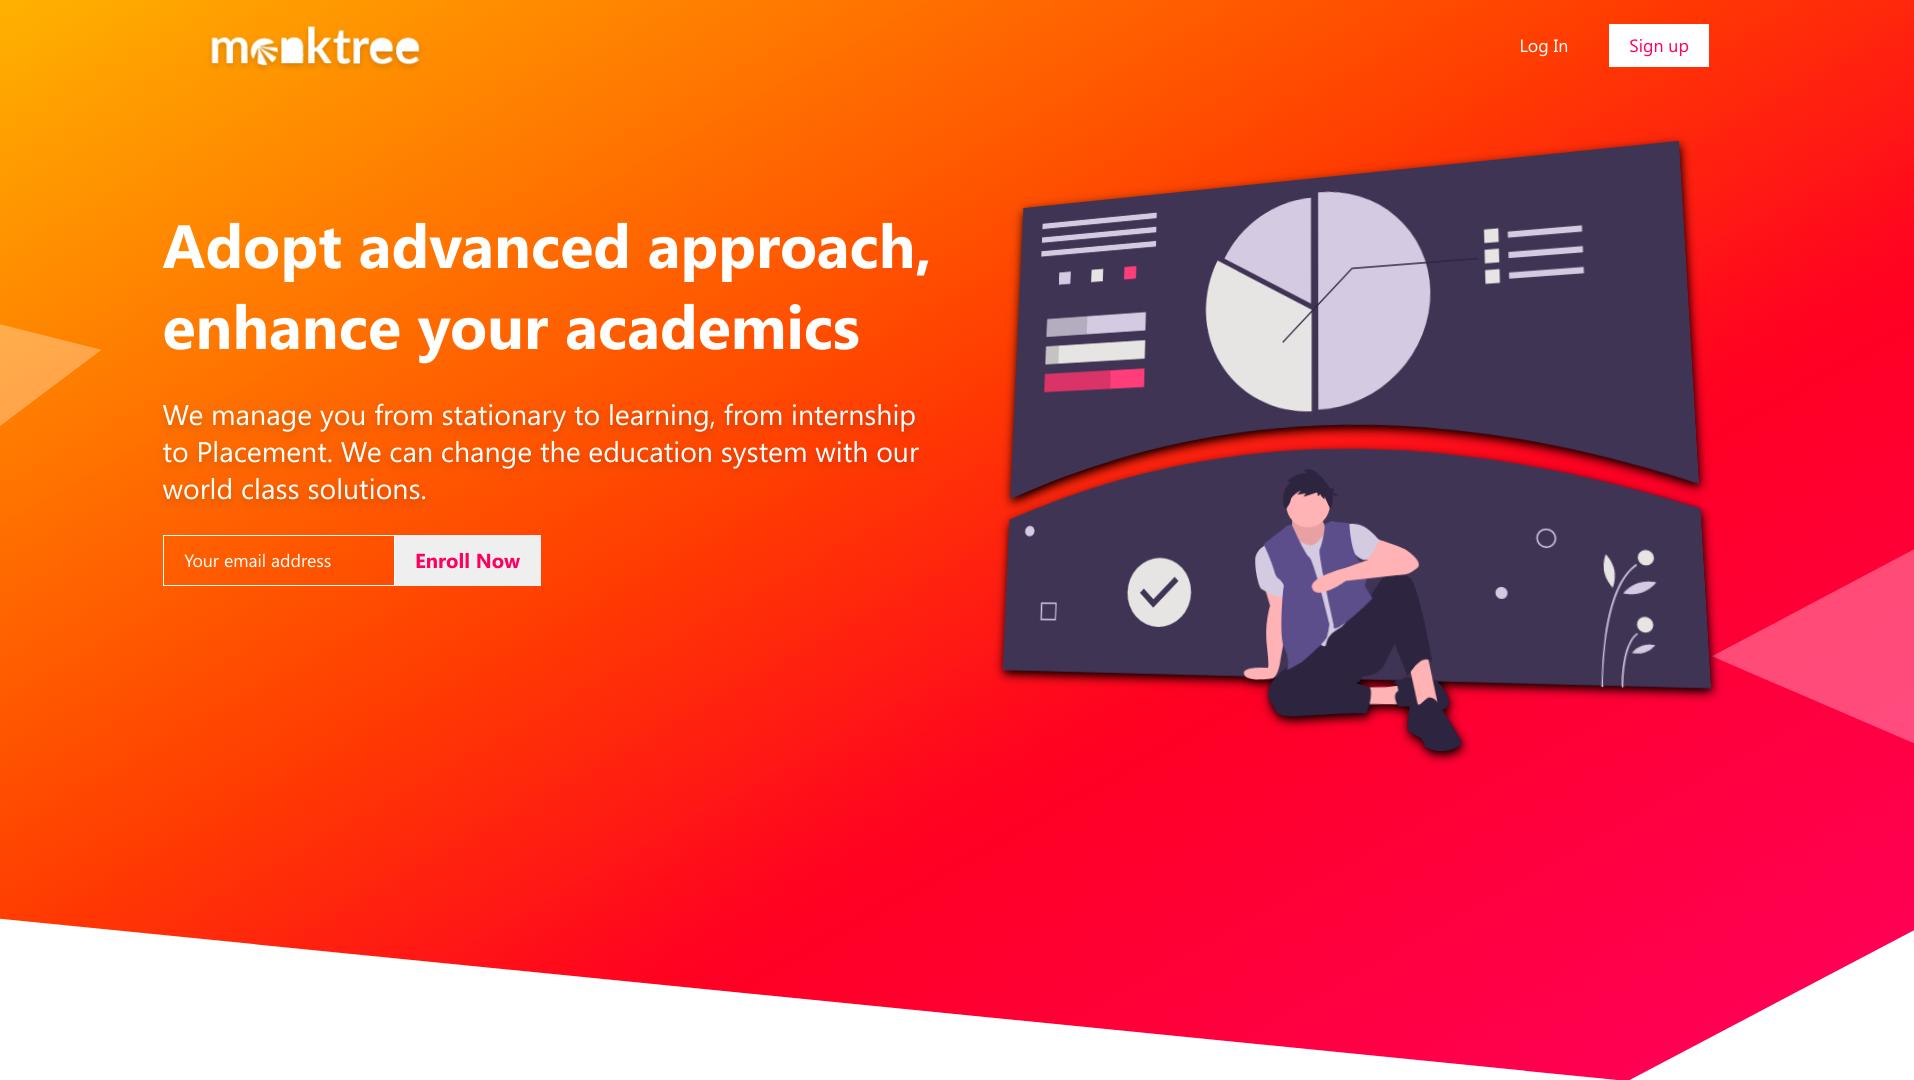 monktree
Log In
Sign up
Adopt advanced approach,
enhance your academics
We manage you from stationary to learning, from internship
to Placement. We can change the education system with our
world class solutions.
Your email address
Enroll Now